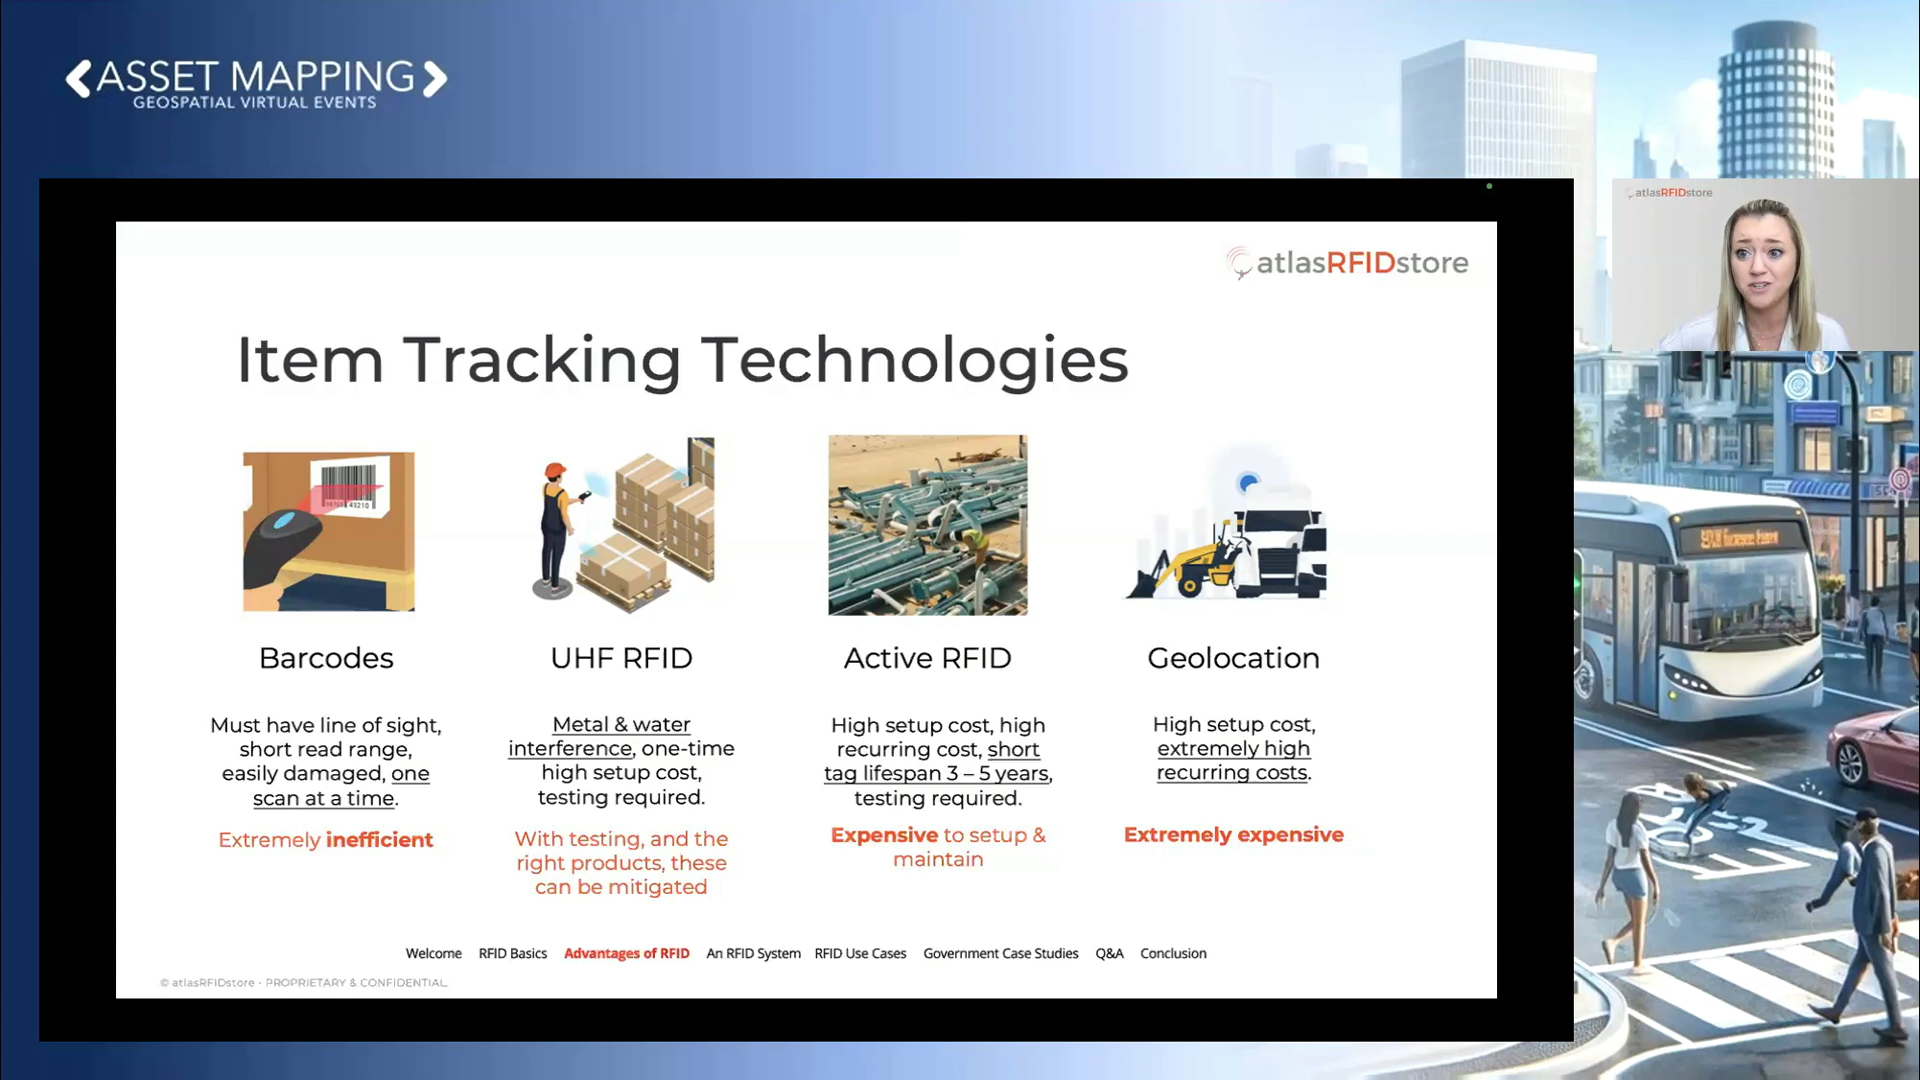 ASSET MAPPING
GEOSPATIAL VIRTUAL EVENTS
atlasRFIDstore
atlasRFIDstore
Item Tracking Technologies
Barcodes
Must have line of sight,
short read range,
easily damaged, one
scan at a time.
Extremely inefficient
UHF RFID
Metal & water
interference, one-time
high setup cost,
testing required.
With testing, and the
right products, these
can be mitigated
Active RFID
High setup cost, high
recurring cost, short
tag lifespan 3 – 5 years,
testing required.
Expensive to setup &
maintain
Geolocation
High setup cost,
extremely high
recurring costs.
Extremely expensive
Welcome RFID Basics Advantages of RFID An RFID System RFID Use Cases Government Case Studies Q&A Conclusion
© atlasRFIDstore - PROPRIETARY & CONFIDENTIAL.